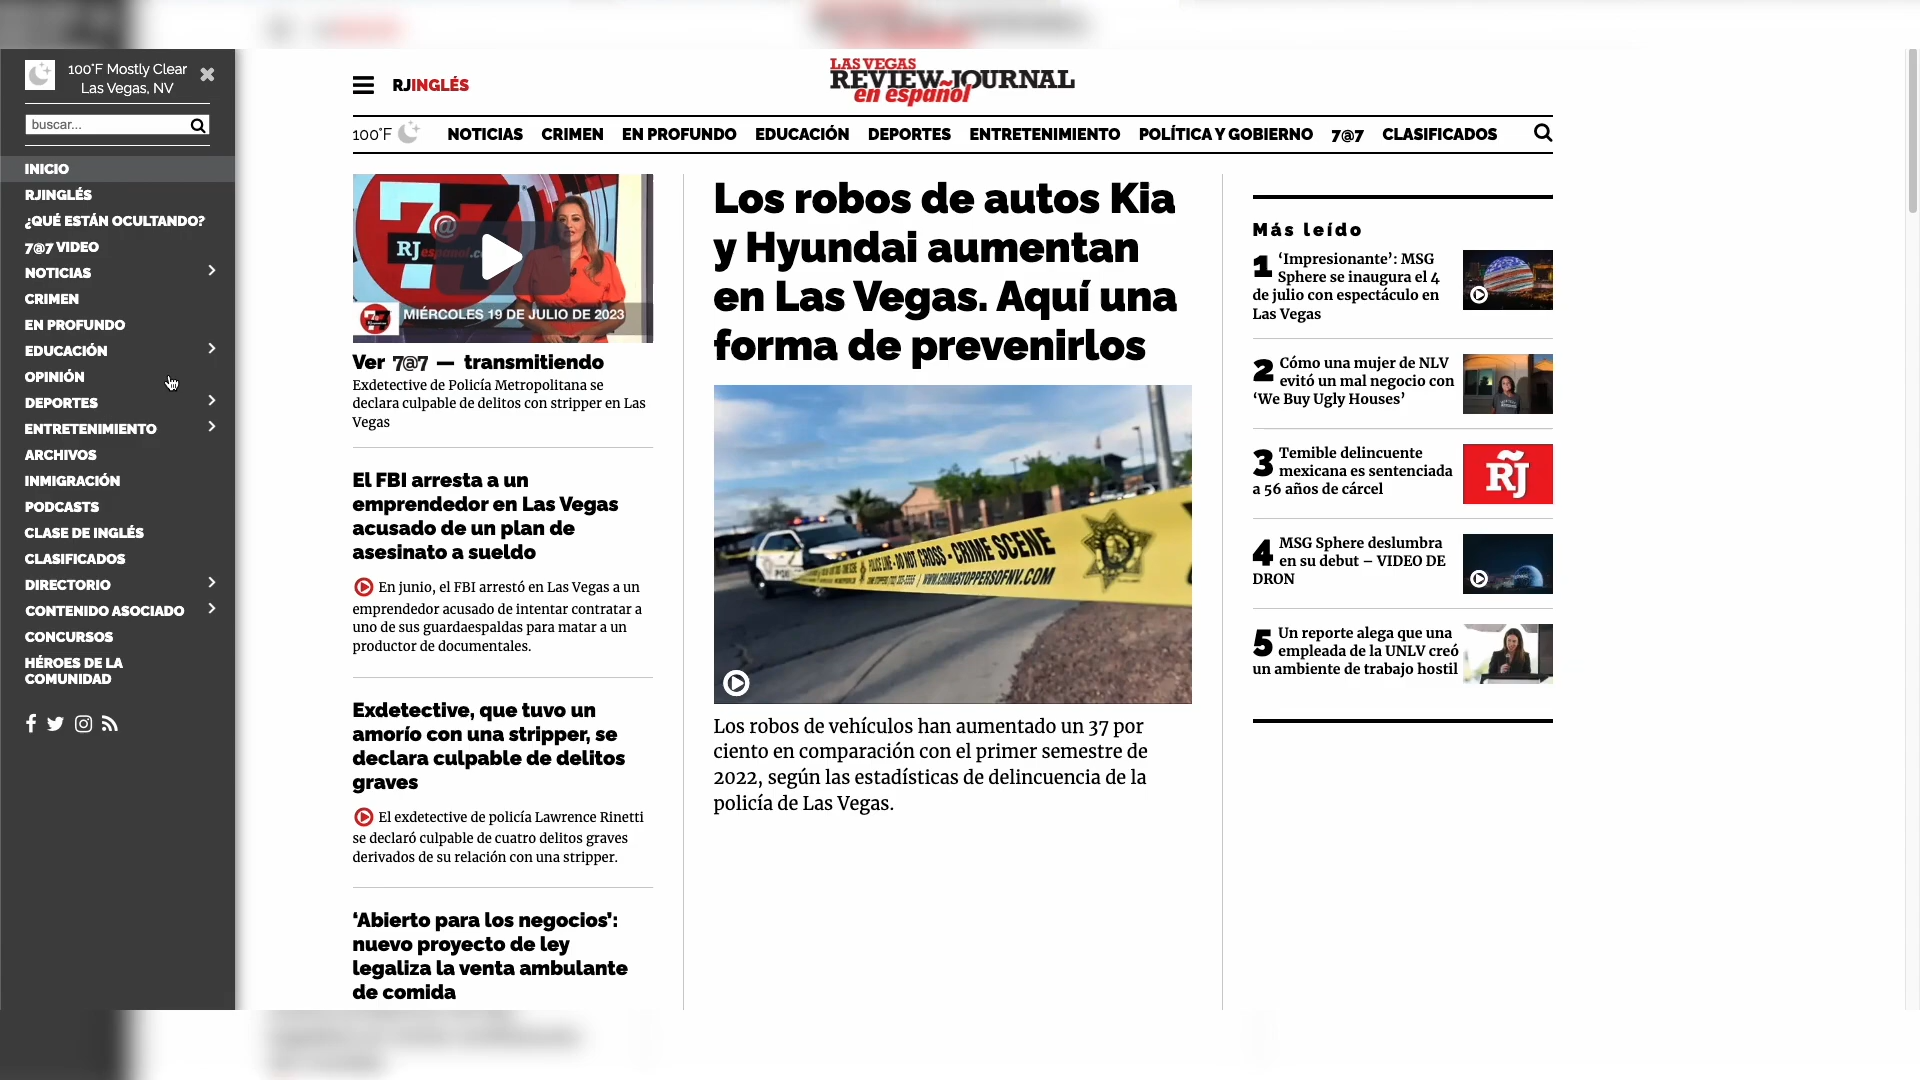 100°F Mostly Clear
Las Vegas, NV
buscar...
INICIO
RJINGLÉS
¿QUÉ ESTÁN OCULTANDO?
7@7 VIDEO
NOTICIAS
CRIMEN
EN PROFUNDO
EDUCACIÓN
OPINIÓN
DEPORTES
ENTRETENIMIENTO
ARCHIVOS
INMIGRACIÓN
PODCASTS
CLASE DE INGLÉS
CLASIFICADOS
DIRECTORIO
CONTENIDO ASOCIADO
CONCURSOS
HÉROES DE LA
COMUNIDAD
RJINGLÉS
LAS VEGAS
REVIEW-JOURNAL
en español
100°F NOTICIAS CRIMEN EN PROFUNDO EDUCACIÓN DEPORTES ENTRETENIMIENTO POLÍTICA Y GOBIERNO 7@7 CLASIFICADOS
7@7
RJ
MIÉRCOLES 19 DE JULIO DE 2023
Ver 7@7 — transmitiendo
Exdetective de Policía Metropolitana se
declara culpable de delitos con stripper en Las
Vegas
El FBI arresta a un
emprendedor en Las Vegas
acusado de un plan de
asesinato a sueldo
En junio, el FBI arrestó en Las Vegas a un
emprendedor acusado de intentar contratar a
uno de sus guardaespaldas para matar a un
productor de documentales.
Exdetective, que tuvo un
amorío con una stripper, se
declara culpable de delitos
graves
El exdetective de policía Lawrence Rinetti
se declaró culpable de cuatro delitos graves
derivados de su relación con una stripper.
‘Abierto para los negocios’:
nuevo proyecto de ley
legaliza la venta ambulante
de comida
Los robos de autos Kia
y Hyundai aumentan
en Las Vegas. Aquí una
forma de prevenirlos
POLICE LINE - DO NOT CROSS - CRIME SCENE
WWW.CRIMESTOPPERSOFNV.COM
Los robos de vehículos han aumentado un 37 por
ciento en comparación con el primer semestre de
2022, según las estadísticas de delincuencia de la
policía de Las Vegas.
Más leído
1 ‘Impresionante’: MSG
Sphere se inaugura el 4
de julio con espectáculo en
Las Vegas
2 Cómo una mujer de NLV
evitó un mal negocio con
‘We Buy Ugly Houses’
3 Temible delincuente
mexicana es sentenciada
a 56 años de cárcel
RJ
4 MSG Sphere deslumbra
en su debut – VIDEO DE
DRON
5 Un reporte alega que una
empleada de la UNLV creó
un ambiente de trabajo hostil